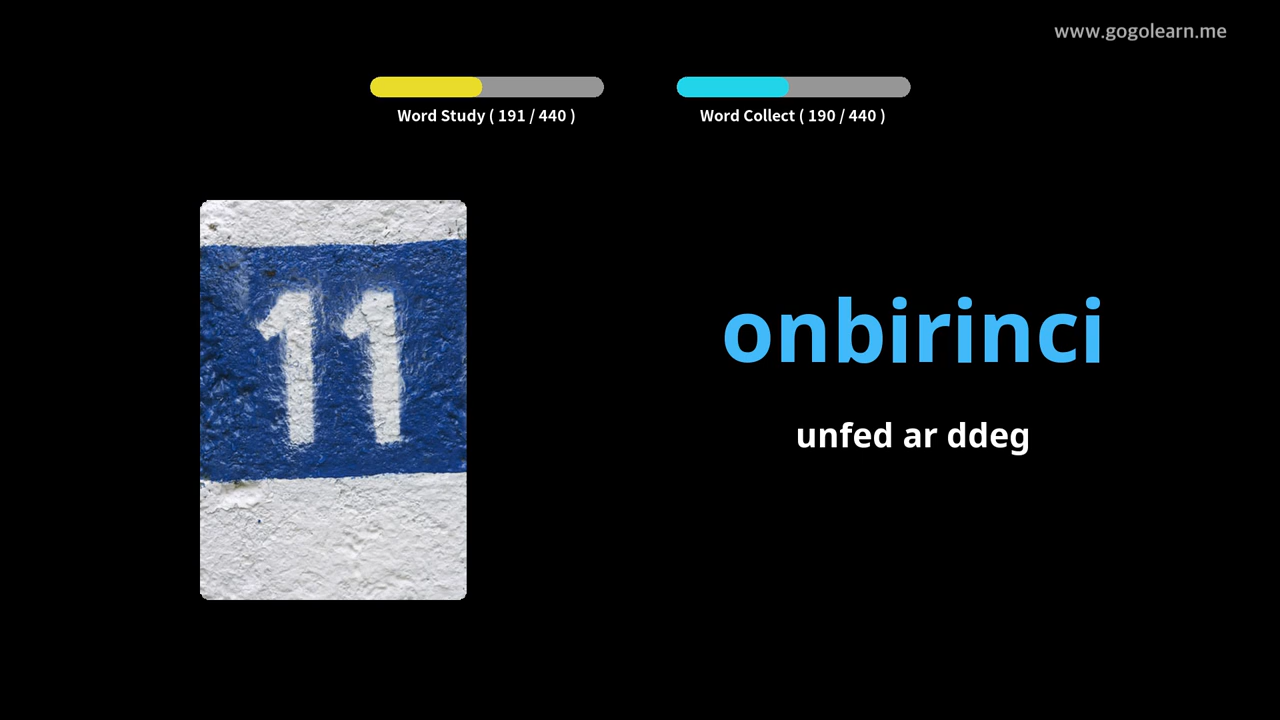 www.gogolearn.me
Word Study ( 191 / 440 )
Word Collect ( 190 / 440 )
11
onbirinci
unfed ar ddeg